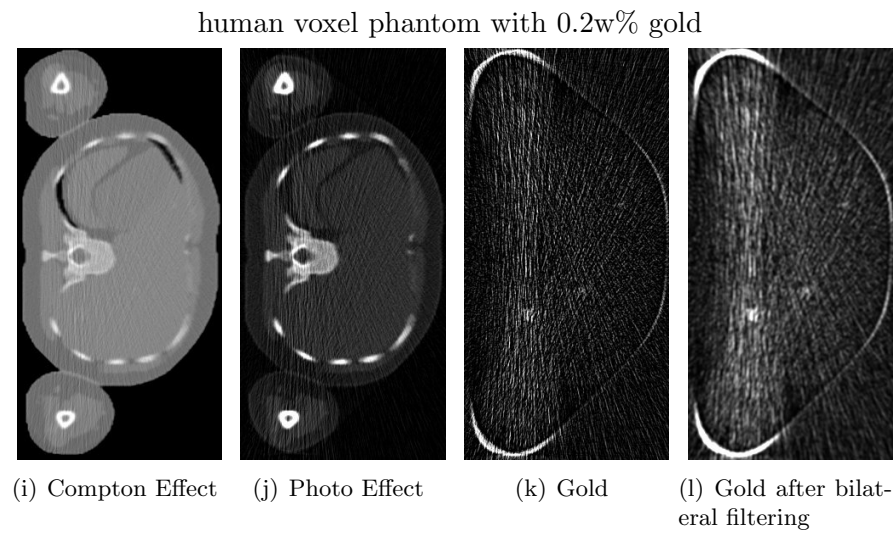 human voxel phantom with 0.2w% gold
(i) Compton Effect
(j) Photo Effect
(k) Gold
(l) Gold after bilat-
eral filtering